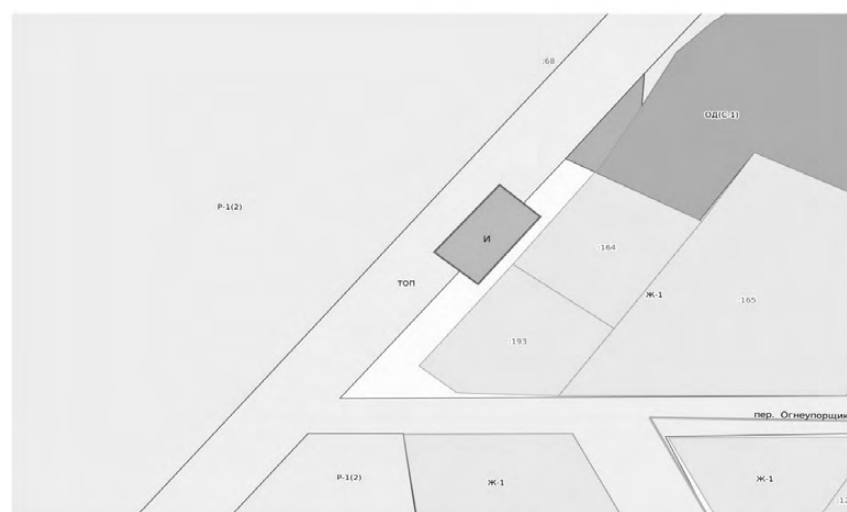 :68
ОД(С-1)
Р-1(2)
И
:164
ТОП
Ж-1
:165
:193
пер. Огнеупорщик
Р-1(2)
Ж-1
Ж-1